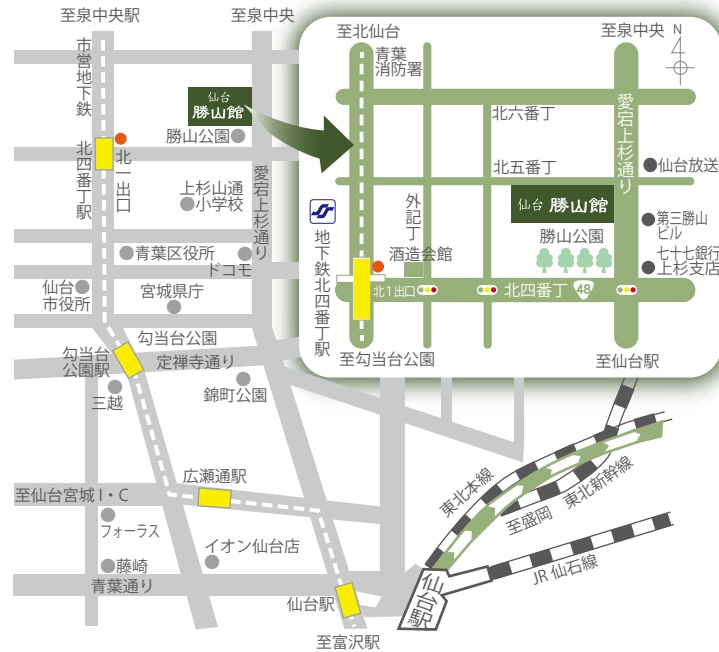 至泉中央駅
至泉中央
市営地下鉄
仙台
勝山館
勝山公園
北四番丁駅
北一出口
愛宕上杉通り
上杉山通
小学校
青葉区役所
ドコモ
仙台
市役所
宮城県庁
勾当台公園
勾当台
公園駅
定禅寺通り
三越
錦町公園
広瀬通駅
至仙台宮城I・C
フォーラス
イオン仙台店
藤崎
青葉通り
仙台駅
至富沢駅
仙台駅
東北本線
至盛岡
東北新幹線
JR仙石線
至北仙台
至泉中央
N
青葉
消防署
北六番丁
愛宕上杉通り
北五番丁
仙台放送
外記丁
仙台 勝山館
第三勝山
ビル
勝山公園
地下鉄北四番丁駅
酒造会館
七十七銀行
上杉支店
北1出口
北四番丁
48
至勾当台公園
至仙台駅